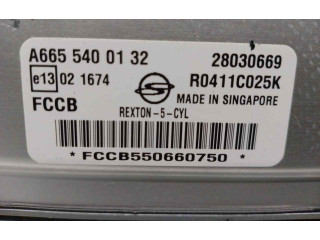 A665 540 01 32 28030669
e13 02 1674 R0411C025K
FCCB MADE IN SINGAPORE
REXTON-5-CYL
* FCCB550660750 *